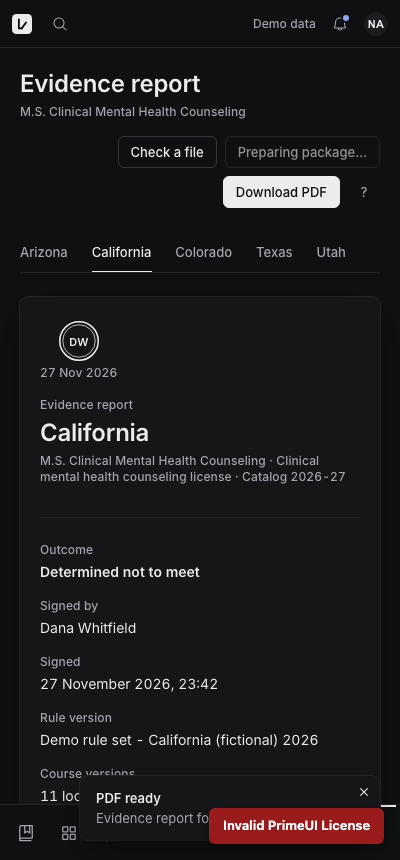 Demo data
NA
Evidence report
M.S. Clinical Mental Health Counseling
Check a file
Preparing package...
Download PDF
?
Arizona California Colorado Texas Utah
DW
27 Nov 2026
Evidence report
California
M.S. Clinical Mental Health Counseling · Clinical
mental health counseling license · Catalog 2026-27
Outcome
Determined not to meet
Signed by
Dana Whitfield
Signed
27 November 2026, 23:42
Rule version
Demo rule set - California (fictional) 2026
Course versions
11
PDF ready
Evidence report
Invalid PrimeUI License